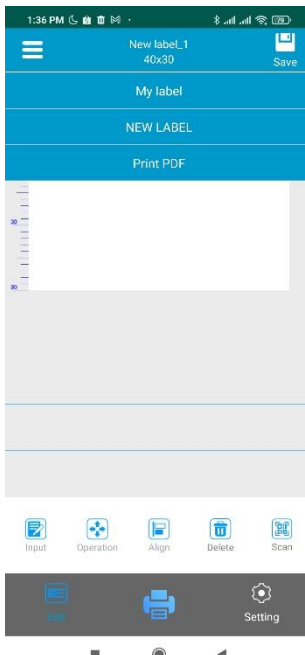 1:36 PM
New label_1
40x30
Save
My label
NEW LABEL
Print PDF
20
30
Input Operation Align Delete Scan
Edit
Setting